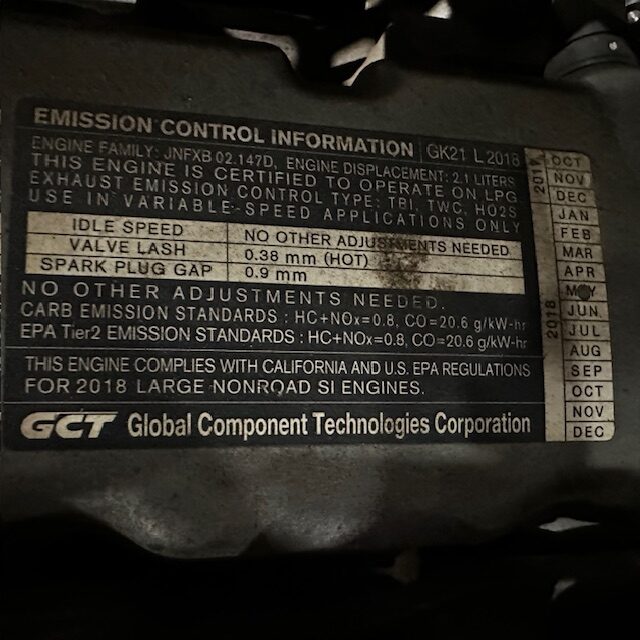 EMISSION CONTROL INFORMATION GK21 L 2018
ENGINE FAMILY: JNFXB 02.147D, ENGINE DISPLACEMENT: 2.1 LITERS
THIS ENGINE IS CERTIFIED TO OPERATE ON LPG
EXHAUST EMISSION CONTROL TYPE: TBI, TWC, HO2S
USE IN VARIABLE-SPEED APPLICATIONS ONLY
IDLE SPEED NO OTHER ADJUSTMENTS NEEDED
VALVE LASH 0.38 mm (HOT)
SPARK PLUG GAP 0.9 mm
NO OTHER ADJUSTMENTS NEEDED.
CARB EMISSION STANDARDS : HC+NOx=0.8, CO=20.6 g/kW-hr
EPA Tier2 EMISSION STANDARDS : HC+NOx=0.8, CO=20.6 g/kW-hr
THIS ENGINE COMPLIES WITH CALIFORNIA AND U.S. EPA REGULATIONS
FOR 2018 LARGE NONROAD SI ENGINES.
GCT Global Component Technologies Corporation
2017
OCT
NOV
DEC
2018
JAN
FEB
MAR
APR
MAY
JUN
JUL
AUG
SEP
OCT
NOV
DEC